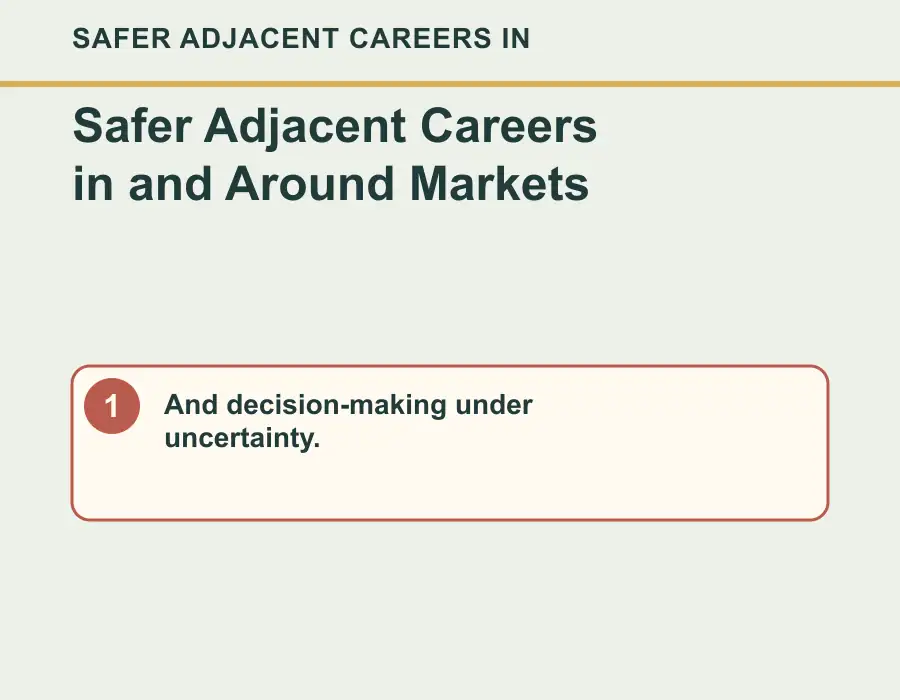 SAFER ADJACENT CAREERS IN
Safer Adjacent Careers
in and Around Markets
1
And decision-making under
uncertainty.